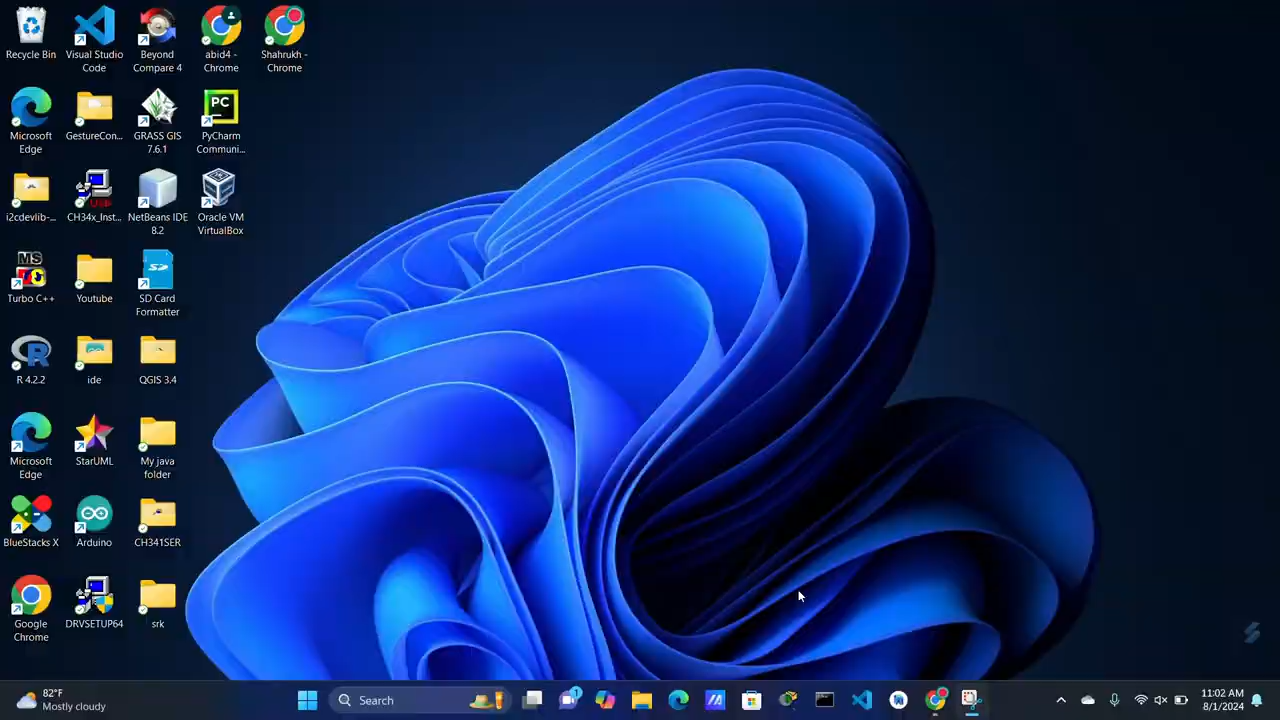 Recycle Bin
Visual Studio
Code
Beyond
Compare 4
abid4 -
Chrome
Shahrukh -
Chrome
Microsoft
Edge
GestureCon...
GRASS GIS
7.6.1
PC
PyCharm
Communi...
i2cdevlib-...
CH34x_Inst...
NetBeans IDE
8.2
Oracle VM
VirtualBox
MS
Turbo C++
Youtube
SD Card
Formatter
R 4.2.2
ide
QGIS 3.4
Microsoft
Edge
StarUML
My java
folder
BlueStacks X
Arduino
CH341SER
Google
Chrome
DRVSETUP64
srk
82°F
Mostly cloudy
Search
1
11:02 AM
8/1/2024